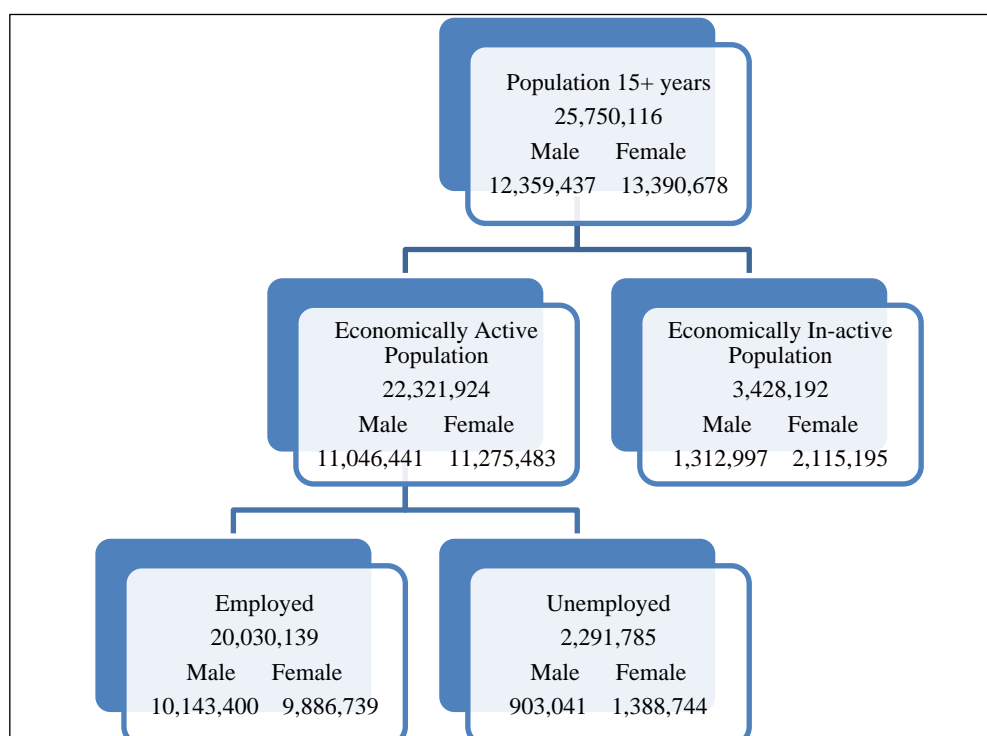 Population 15+ years
25,750,116
Male Female
12,359,437 13,390,678
Economically Active
Population
22,321,924
Male Female
11,046,441 11,275,483
Economically In-active
Population
3,428,192
Male Female
1,312,997 2,115,195
Employed
20,030,139
Male Female
10,143,400 9,886,739
Unemployed
2,291,785
Male Female
903,041 1,388,744